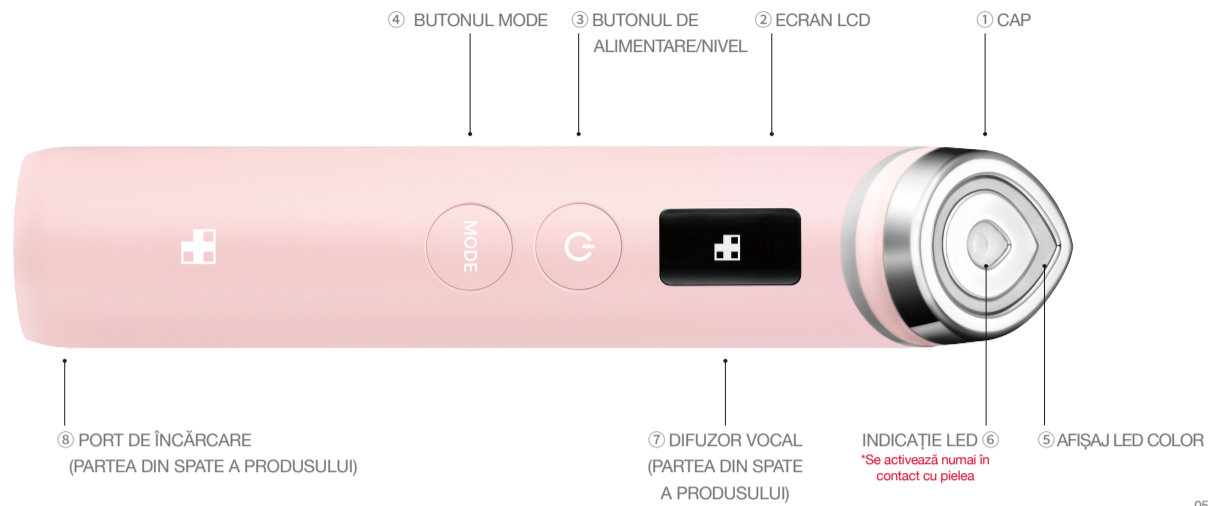 ④ BUTONUL MODE
③ BUTONUL DE
ALIMENTARE/NIVEL
② ECRAN LCD
① CAP
MODE
⑧ PORT DE ÎNCĂRCARE
(PARTEA DIN SPATE A PRODUSULUI)
⑦ DIFUZOR VOCAL
(PARTEA DIN SPATE
A PRODUSULUI)
INDICAȚIE LED ⑥
*Se activează numai în
contact cu pielea
⑤ AFIȘAJ LED COLOR
05